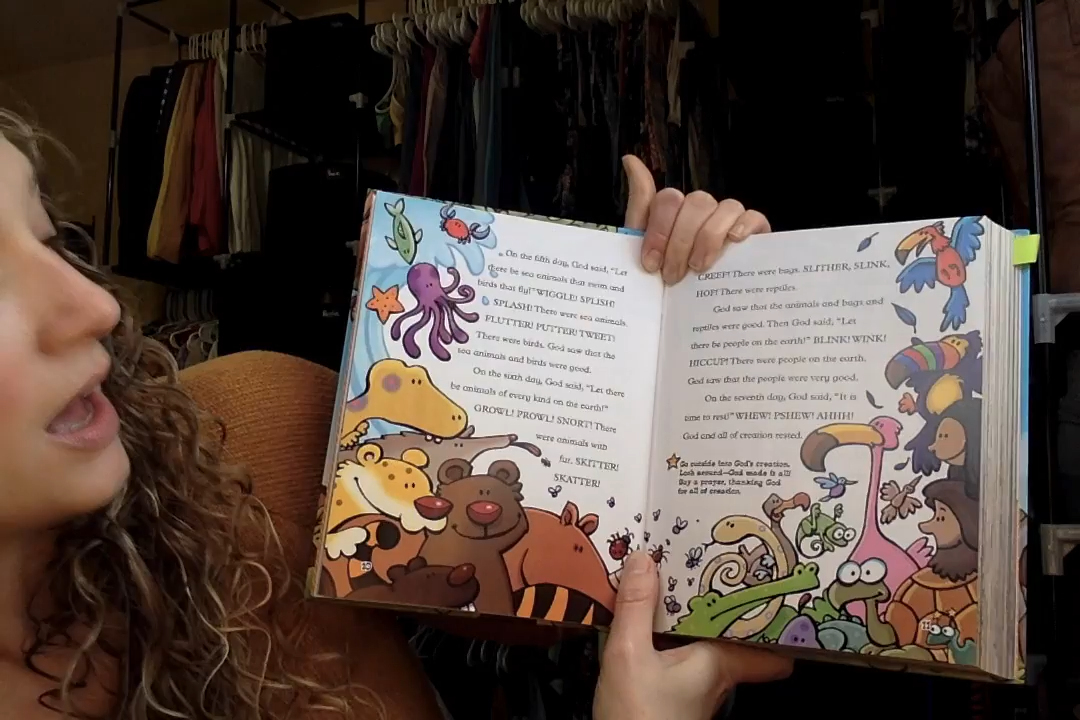 On the fifth day, God said, "Let
there be sea animals that swim and
birds that fly!" WIGGLE! SPLISH!
SPLASH! There were sea animals.
FLUTTER! PUTTER! TWEET!
There were birds. God saw that the
sea animals and birds were good.
On the sixth day, God said, "Let there
be animals of every kind on the earth!"
GROWL! PROWL! SNORT! There
were animals with
fur. SKITTER!
SKATTER!
CREEP! There were bugs. SLITHER, SLINK,
HOP! There were reptiles.
God saw that the animals and bugs and
reptiles were good. Then God said, "Let
there be people on the earth!" BLINK! WINK!
HICCUP! There were people on the earth.
God saw that the people were very good.
On the seventh day, God said, "It is
time to rest!" WHEW! PSHEW! AHHH!
God and all of creation rested.
Go outside into God's creation.
Look around—God made it all!
Say a prayer, thanking God
for all of creation.